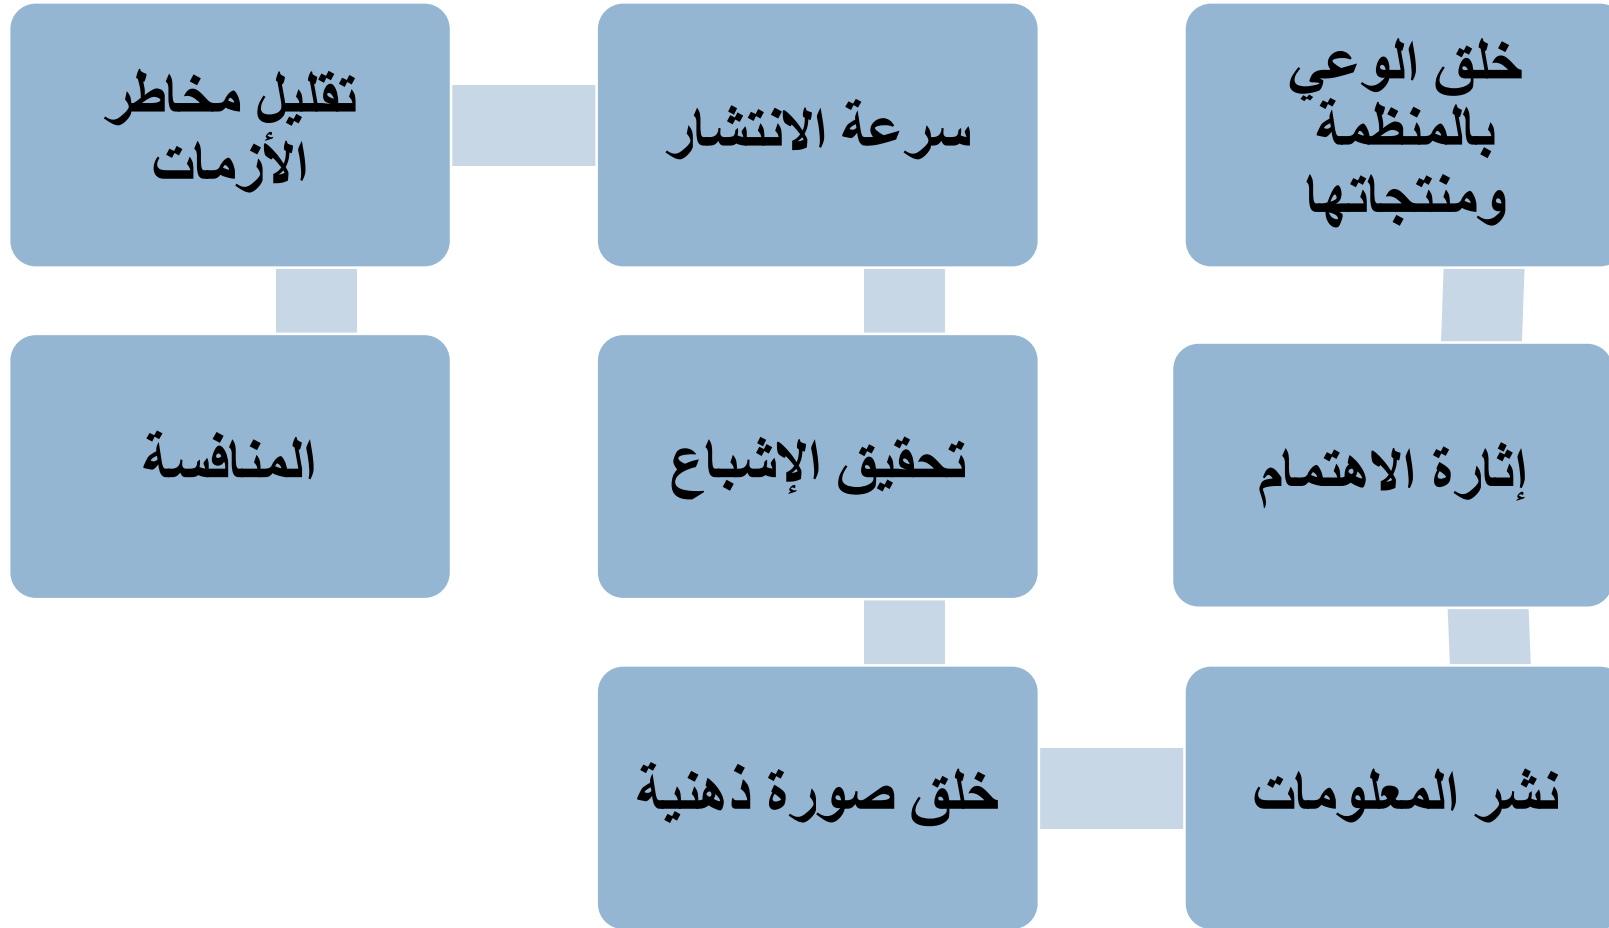 خلق الوعي
بالمنظمة
ومنتجاتها
إثارة الاهتمام
نشر المعلومات
خلق صورة ذهنية
تحقيق الإشباع
سرعة الانتشار
تقليل مخاطر
الأزمات
المنافسة